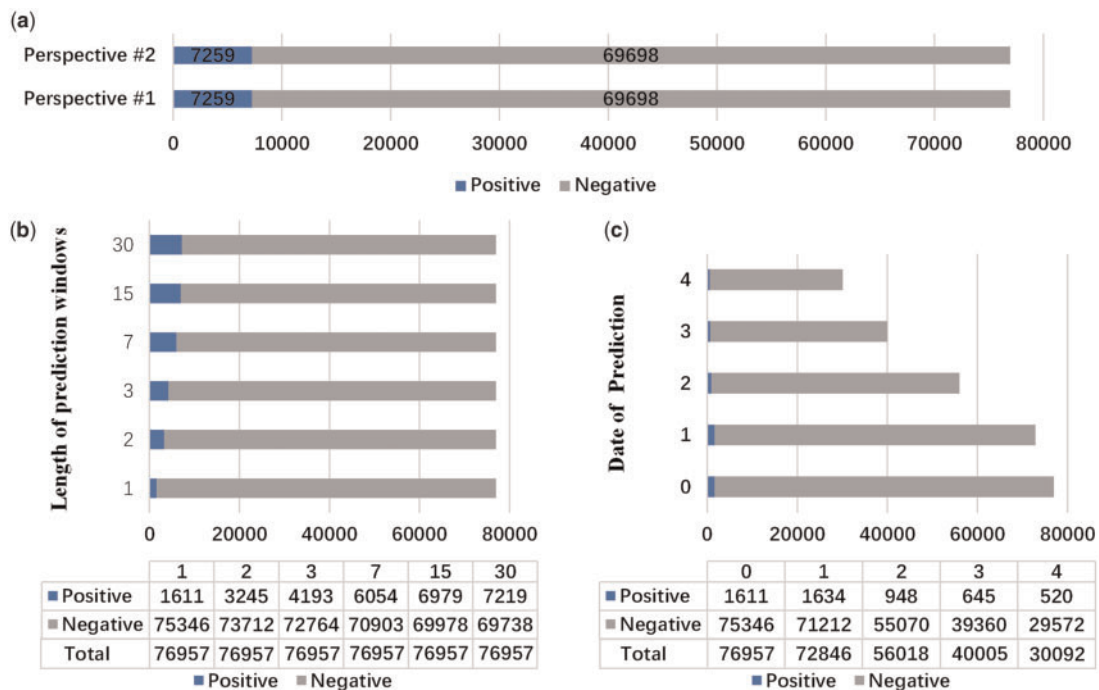 (a)
Perspective #2 7259 69698
Perspective #1 7259 69698
0 10000 20000 30000 40000 50000 60000 70000 80000
Positive Negative
(b)
Length of prediction windows
30
15
7
3
2
1
0 20000 40000 60000 80000
1 2 3 7 15 30
Positive 1611 3245 4193 6054 6979 7219
Negative 75346 73712 72764 70903 69978 69738
Total 76957 76957 76957 76957 76957 76957
Positive Negative
(c)
Date of Prediction
4
3
2
1
0
0 20000 40000 60000 80000
0 1 2 3 4
Positive 1611 1634 948 645 520
Negative 75346 71212 55070 39360 29572
Total 76957 72846 56018 40005 30092
Positive Negative